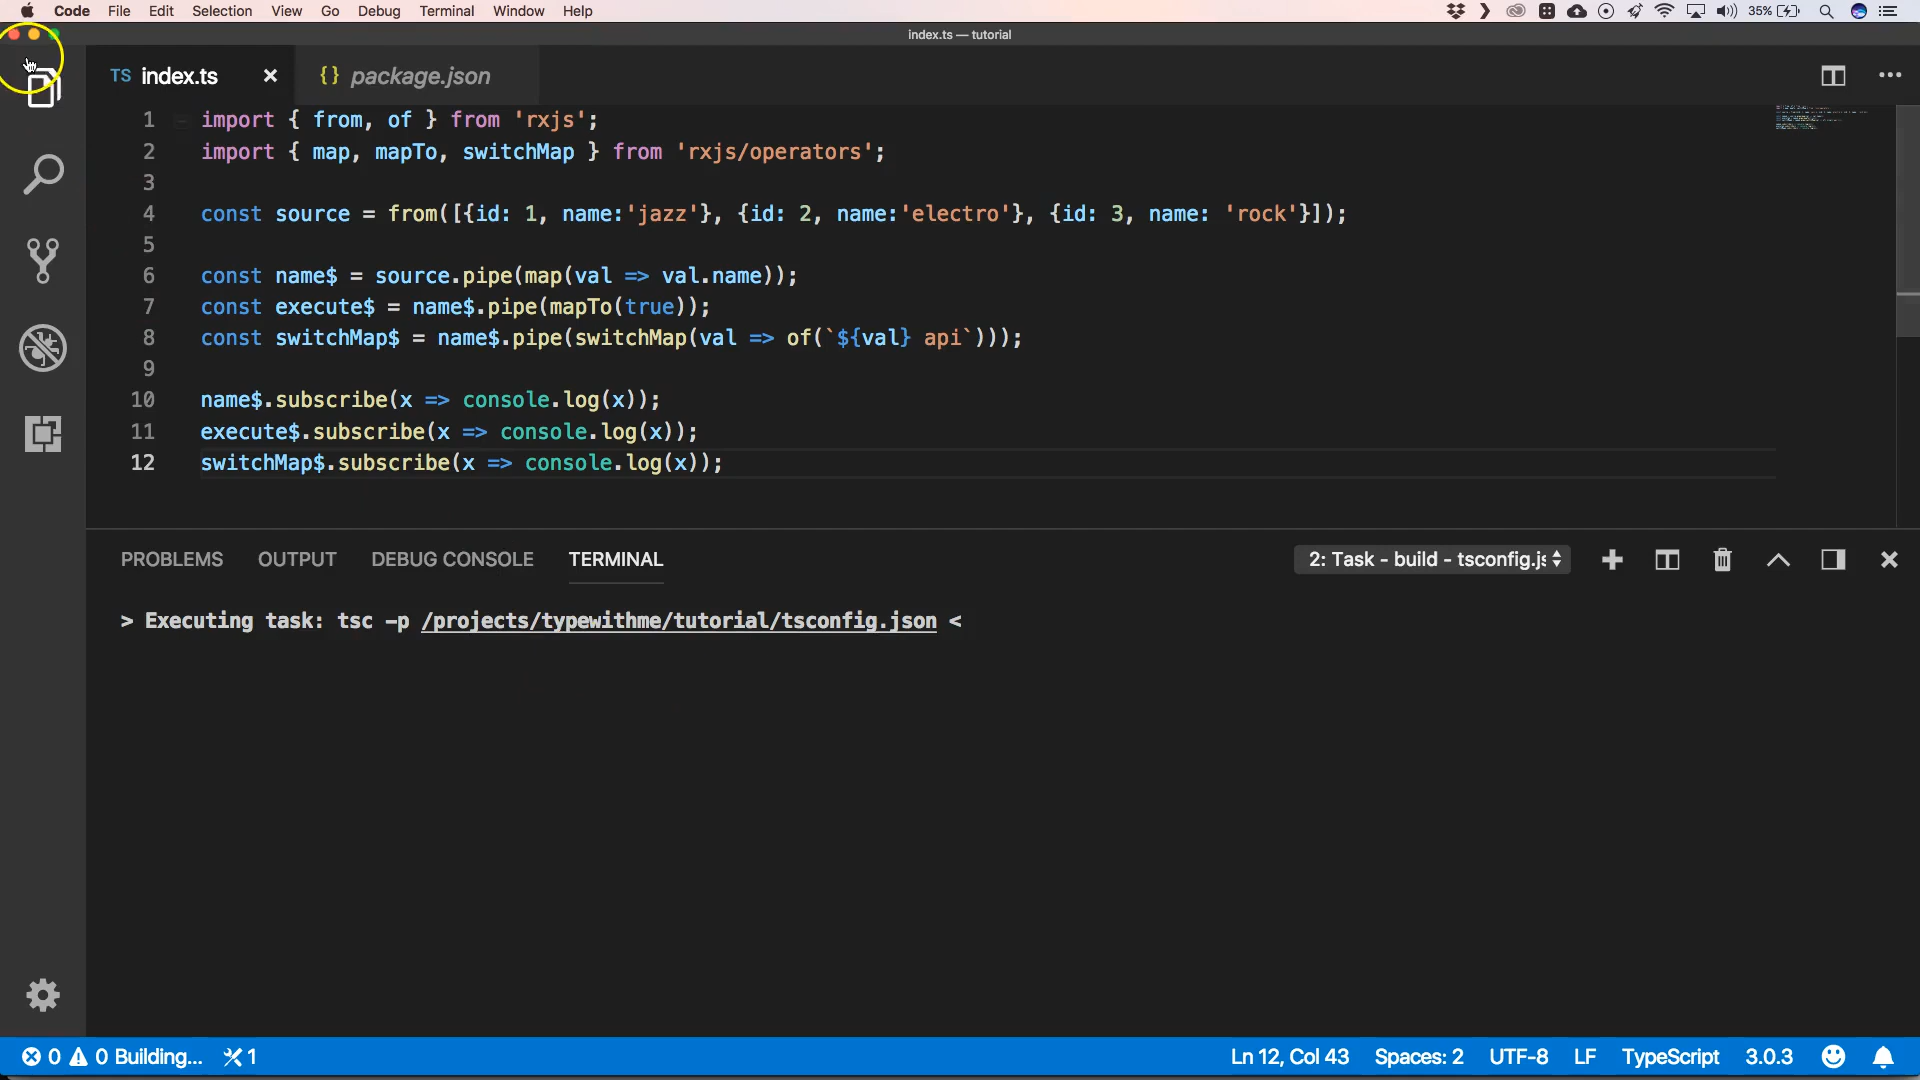 Code File Edit Selection View Go Debug Terminal Window Help 35%
index.ts — tutorial
TS index.ts × {} package.json
1 import { from, of } from 'rxjs';
2 import { map, mapTo, switchMap } from 'rxjs/operators';
3
4 const source = from([{id: 1, name:'jazz'}, {id: 2, name:'electro'}, {id: 3, name: 'rock'}]);
5
6 const name$ = source.pipe(map(val => val.name));
7 const execute$ = name$.pipe(mapTo(true));
8 const switchMap$ = name$.pipe(switchMap(val => of(`${val} api`)));
9
10 name$.subscribe(x => console.log(x));
11 execute$.subscribe(x => console.log(x));
12 switchMap$.subscribe(x => console.log(x));
PROBLEMS OUTPUT DEBUG CONSOLE TERMINAL 2: Task - build - tsconfig.js
> Executing task: tsc -p /projects/typewithme/tutorial/tsconfig.json <
0 0 Building... 1 Ln 12, Col 43 Spaces: 2 UTF-8 LF TypeScript 3.0.3